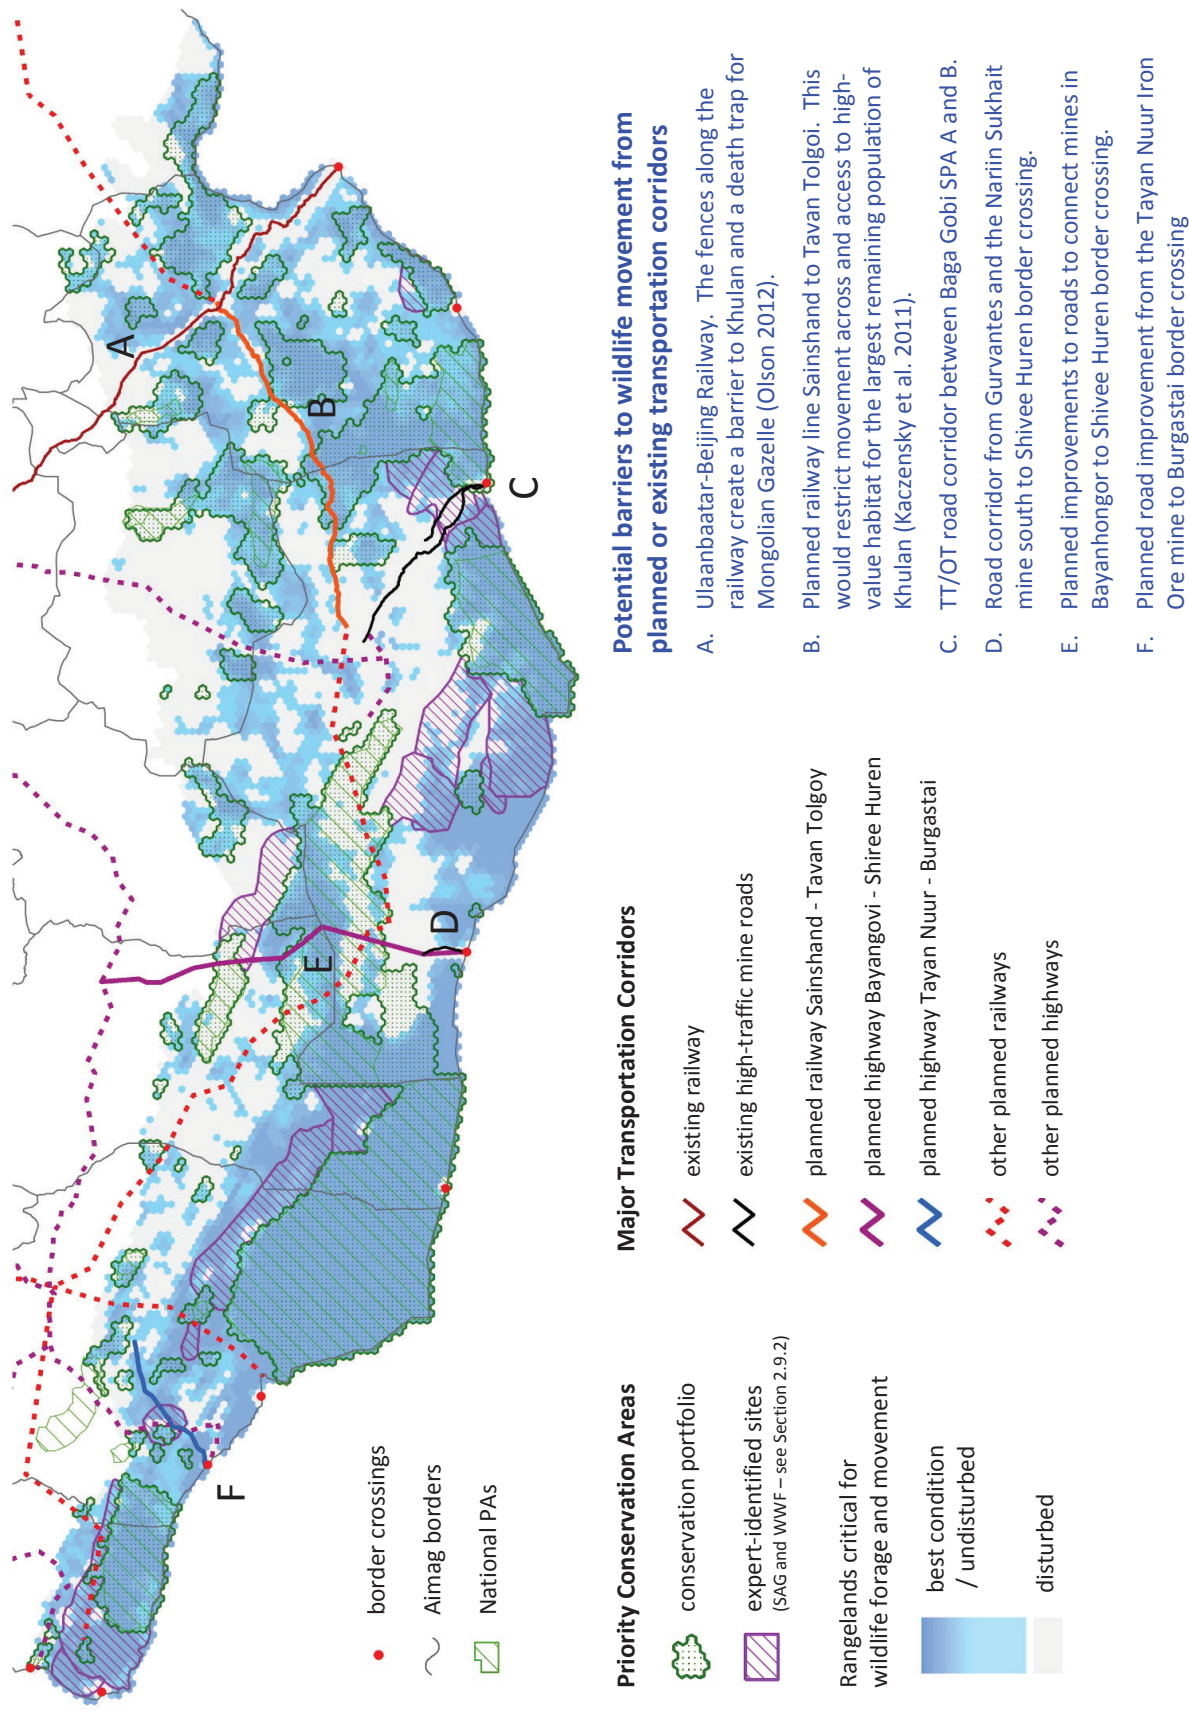 A
B
C
D
E
F
border crossings
Aimag borders
National PAs
Priority Conservation Areas
conservation portfolio
expert-identified sites
(SAG and WWF – see Section 2.9.2)
Rangelands critical for
wildlife forage and movement
best condition
/ undisturbed
disturbed
Major Transportation Corridors
existing railway
existing high-traffic mine roads
planned railway Sainshand - Tavan Tolgoy
planned highway Bayangovi - Shiree Huren
planned highway Tayan Nuur - Burgastai
other planned railways
other planned highways
Potential barriers to wildlife movement from
planned or existing transportation corridors
A. Ulaanbaatar-Beijing Railway. The fences along the
railway create a barrier to Khulan and a death trap for
Mongolian Gazelle (Olson 2012).
B. Planned railway line Sainshand to Tavan Tolgoi. This
would restrict movement across and access to high-
value habitat for the largest remaining population of
Khulan (Kaczensky et al. 2011).
C. TT/OT road corridor between Baga Gobi SPA A and B.
D. Road corridor from Gurvantes and the Nariin Sukhait
mine south to Shivee Huren border crossing.
E. Planned improvements to roads to connect mines in
Bayanhongor to Shivee Huren border crossing.
F. Planned road improvement from the Tayan Nuur Iron
Ore mine to Burgastai border crossing